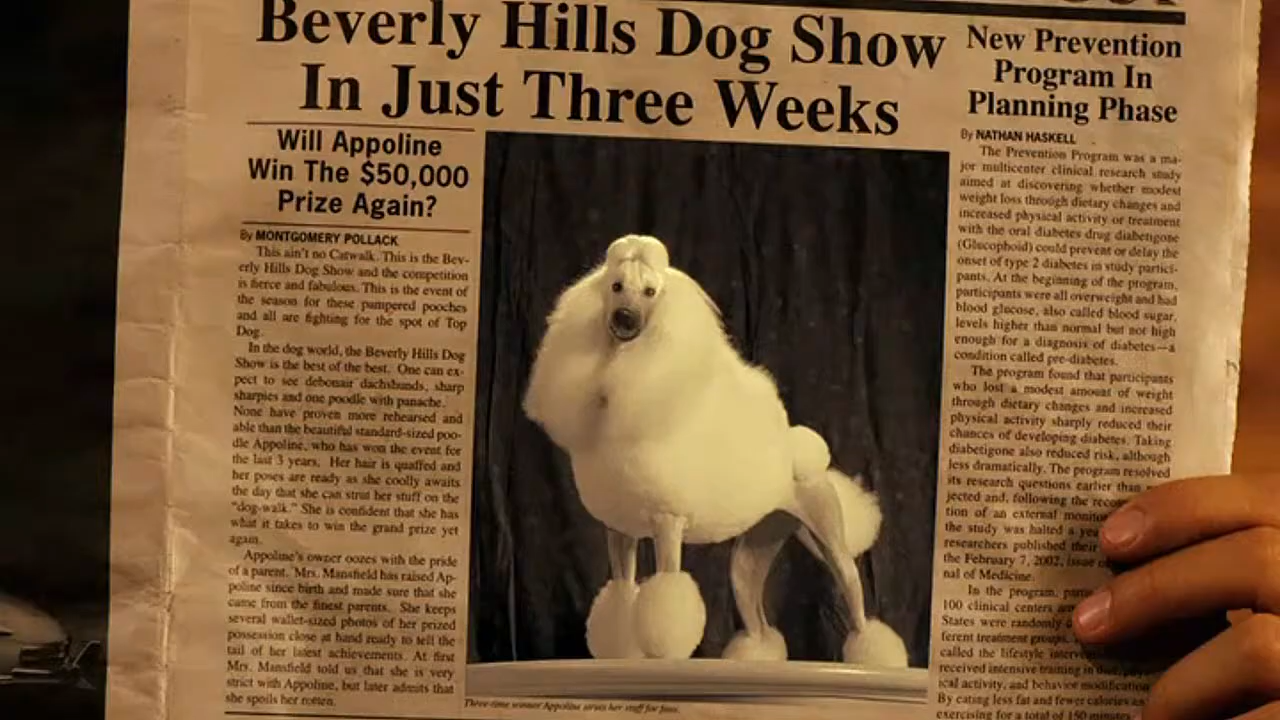 Beverly Hills Dog Show
In Just Three Weeks
Will Appoline
Win The $50,000
Prize Again?
By MONTGOMERY POLLACK
This ain't no Catwalk. This is the Bev-
erly Hills Dog Show and the competition
is fierce and fabulous. This is the event of
the season for these pampered pooches
and all are fighting for the spot of Top
Dog.
In the dog world, the Beverly Hills Dog
Show is the best of the best. One can ex-
pect to see debonair dachshunds, sharp
sharpies and one poodle with panache.
None have proven more rehearsed and
able than the beautiful standard-sized poo-
dle Appoline, who has won the event for
the last 3 years. Her hair is quaffed and
her poses are ready as she coolly awaits
the day that she can strut her stuff on the
"dog-walk." She is confident that she has
what it takes to win the grand prize yet
again.
Appoline's owner oozes with the pride
of a parent. Mrs. Mansfield has raised Ap-
poline since birth and made sure that she
came from the finest parents. She keeps
several wallet-sized photos of her prized
possession close at hand ready to tell the
tail of her latest achievements. At first
Mrs. Mansfield told us that she is very
strict with Appoline, but later admits that
she spoils her rotten.
Three-time winner Appoline struts her stuff for fans.
New Prevention
Program In
Planning Phase
By NATHAN HASKELL
The Prevention Program was a ma-
jor multicenter clinical research study
aimed at discovering whether modest
weight loss through dietary changes and
increased physical activity or treatment
with the oral diabetes drug diabetigone
(Glucophoid) could prevent or delay the
onset of type 2 diabetes in study partici-
pants. At the beginning of the program,
participants were all overweight and had
blood glucose, also called blood sugar,
levels higher than normal but not high
enough for a diagnosis of diabetes—a
condition called pre-diabetes.
The program found that participants
who lost a modest amount of weight
through dietary changes and increased
physical activity sharply reduced their
chances of developing diabetes. Taking
diabetigone also reduced risk, although
less dramatically. The program resolved
its research questions earlier than
jected and, following the
tion of an external
the study was halted a
researchers published their
the February 7, 2002, issue
nal of Medicine.
In the program,
100 clinical centers
States were randomly
ferent treatment groups.
called the lifestyle
received intensive training in
ical activity, and behavior modification
By eating less fat and fewer calories
exercising for a total of 150